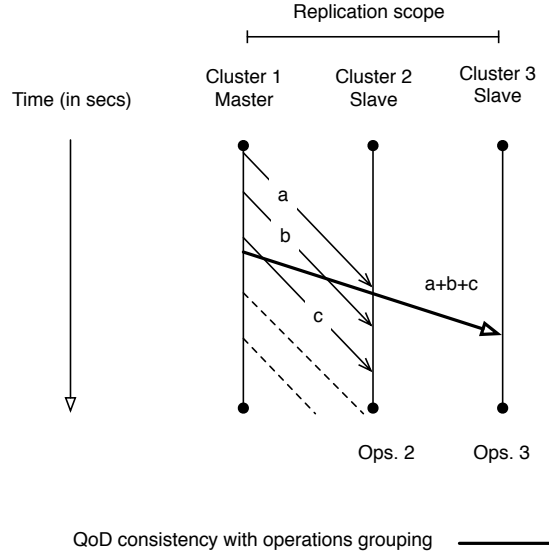 Replication scope
Cluster 1
Master
Cluster 2
Slave
Cluster 3
Slave
Time (in secs)
a
b
a+b+c
c
Ops. 2
Ops. 3
QoD consistency with operations grouping